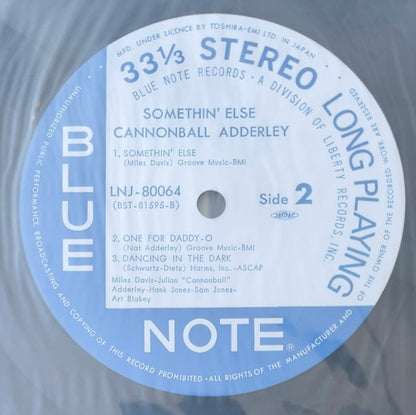 MFD. UNDER LICENCE BY TOSHIBA-EMI LTD. IN JAPAN
33 1/3 STEREO LONG PLAYING
BLUE NOTE RECORDS • A DIVISION OF LIBERTY RECORDS, INC.
SOMETHIN' ELSE
CANNONBALL ADDERLEY
1. SOMETHIN' ELSE
(Miles Davis) Groove Music-BMI
LNJ-80064
(BST-81595-B)
Side 2
2. ONE FOR DADDY-O
(Nat Adderley) Groove Music-BMI
3. DANCING IN THE DARK
(Schwartz-Dietz) Harms, Inc.-ASCAP
Miles Davis-Julian "Cannonball"
Adderley-Hank Jones-Sam Jones-
Art Blakey
BLUE
NOTE®
UNAUTHORIZED PUBLIC PERFORMANCE, BROADCASTING AND COPYING OF THIS RECORD PROHIBITED • ALL RIGHTS OF THE MANUFACTURER AND OF THE OWNER OF THE RECORDED WORK ARE RESERVED